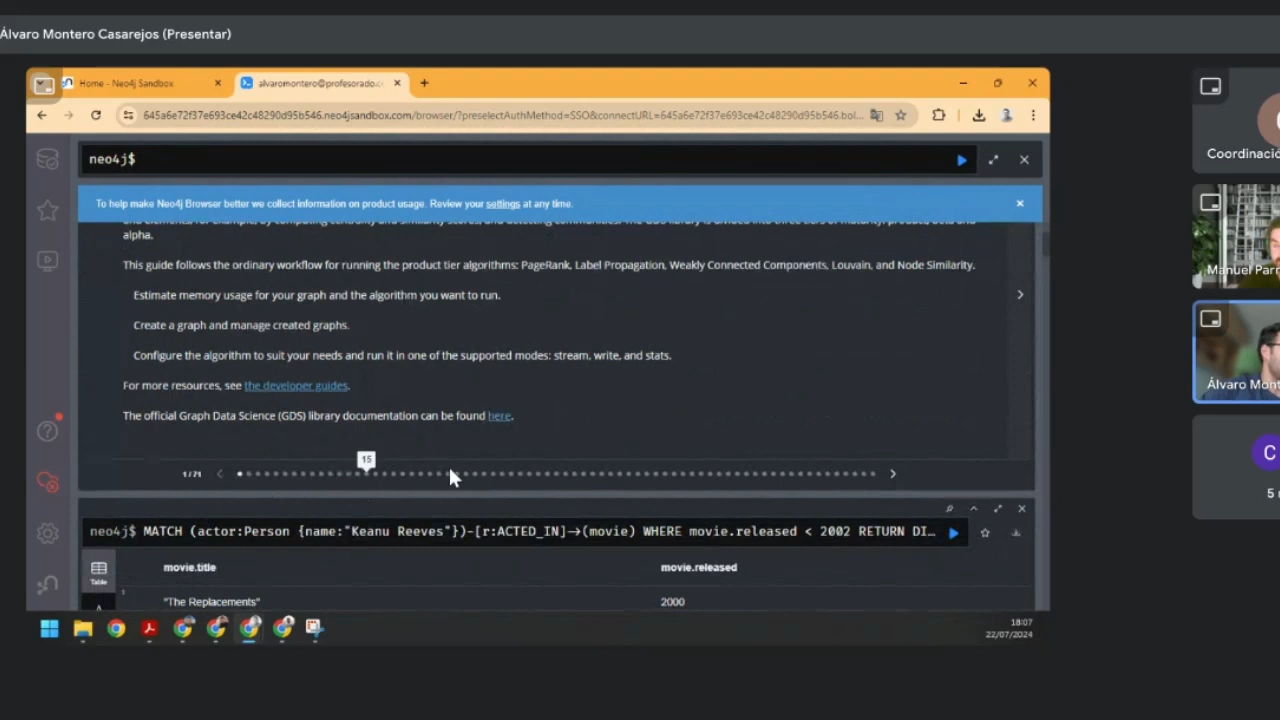 Álvaro Montero Casarejos (Presentar)
Home - Neo4j Sandbox
alvaromontero@profesorado.
645a6e72f37e693ce42c48290d95b546.neo4jsandbox.com/browser/?preselectAuthMethod=SSO&connectURL=645a6e72f37e693ce42c48290d95b546.bol...
neo4j$
To help make Neo4j Browser better we collect information on product usage. Review your settings at any time.
alpha.
This guide follows the ordinary workflow for running the product tier algorithms: PageRank, Label Propagation, Weakly Connected Components, Louvain, and Node Similarity.
Estimate memory usage for your graph and the algorithm you want to run.
Create a graph and manage created graphs.
Configure the algorithm to suit your needs and run it in one of the supported modes: stream, write, and stats.
For more resources, see the developer guides.
The official Graph Data Science (GDS) library documentation can be found here.
15
1/71
neo4j$ MATCH (actor:Person {name:"Keanu Reeves"})-[r:ACTED_IN]→(movie) WHERE movie.released < 2002 RETURN DI…
Table
movie.title movie.released
1
"The Replacements" 2000
A
18:07
22/07/2024
Coordinació
Manuel Parr
Álvaro Mont
C
5